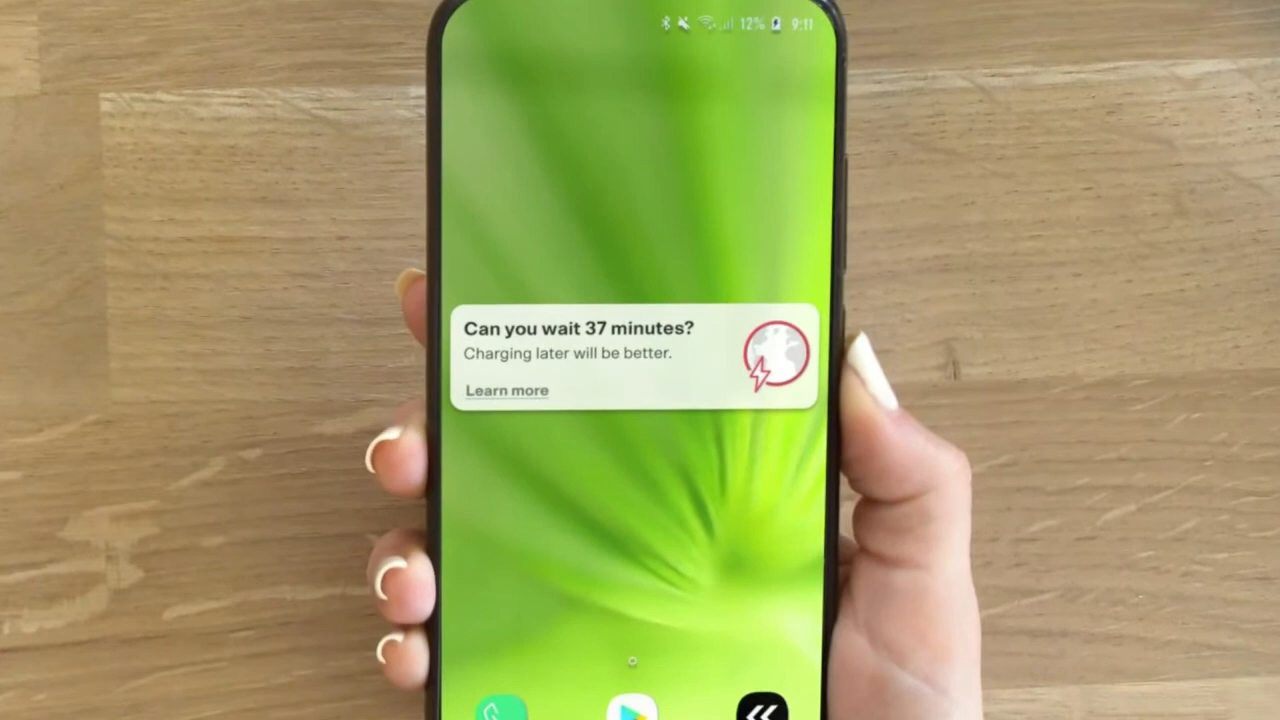 12% 9:11
Can you wait 37 minutes?
Charging later will be better.
Learn more